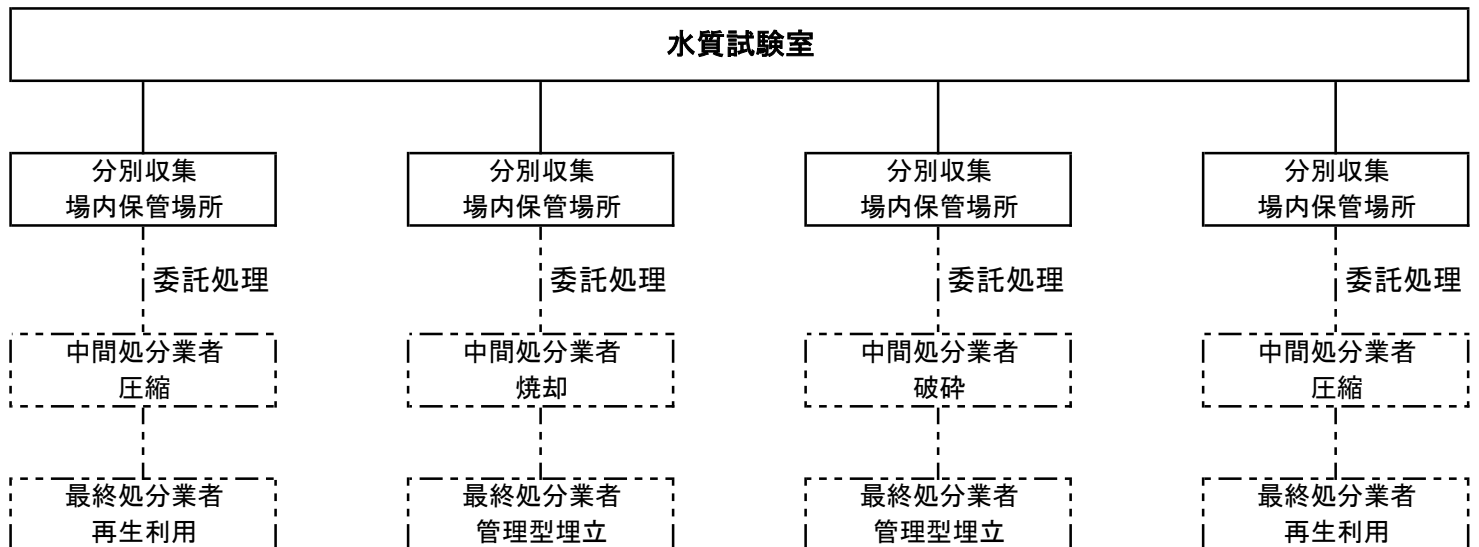 水質試験室
分別収集
場内保管場所
分別収集
場内保管場所
分別収集
場内保管場所
分別収集
場内保管場所
委託処理
委託処理
委託処理
委託処理
中間処分業者
圧縮
中間処分業者
焼却
中間処分業者
破砕
中間処分業者
圧縮
最終処分業者
再生利用
最終処分業者
管理型埋立
最終処分業者
管理型埋立
最終処分業者
再生利用